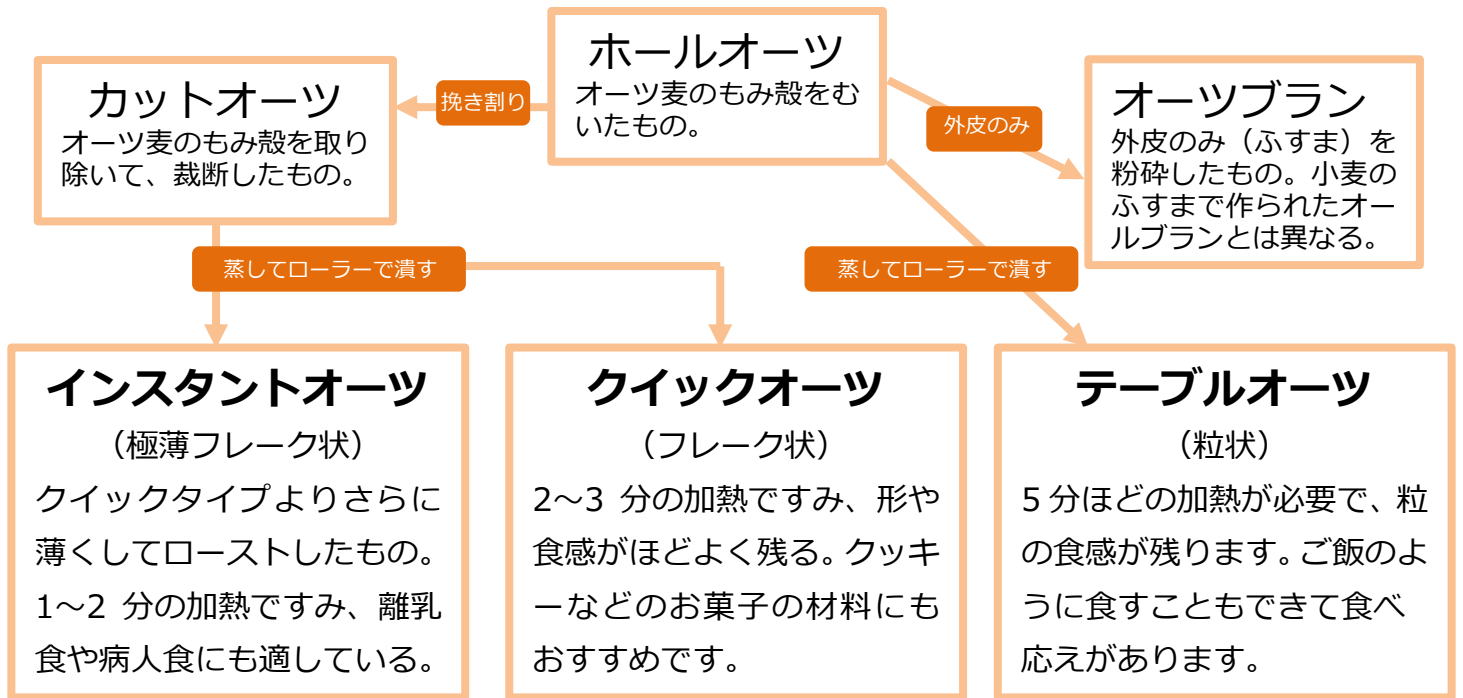 ホールオーツ
オーツ麦のもみ殻をむ
いたもの。
挽き割り
カットオーツ
オーツ麦のもみ殻を取り
除いて、裁断したもの。
外皮のみ
オーツブラン
外皮のみ（ふすま）を
粉砕したもの。小麦の
ふすまで作られたオー
ルブランとは異なる。
蒸してローラーで潰す
蒸してローラーで潰す
インスタントオーツ
（極薄フレーク状）
クイックタイプよりさらに
薄くしてローストしたもの。
1～2 分の加熱ですみ、離乳
食や病人食にも適している。
クイックオーツ
（フレーク状）
2～3 分の加熱ですみ、形や
食感がほどよく残る。クッキ
ーなどのお菓子の材料にも
おすすめです。
テーブルオーツ
（粒状）
5 分ほどの加熱が必要で、粒
の食感が残ります。ご飯のよ
うに食すこともできて食べ
応えがあります。